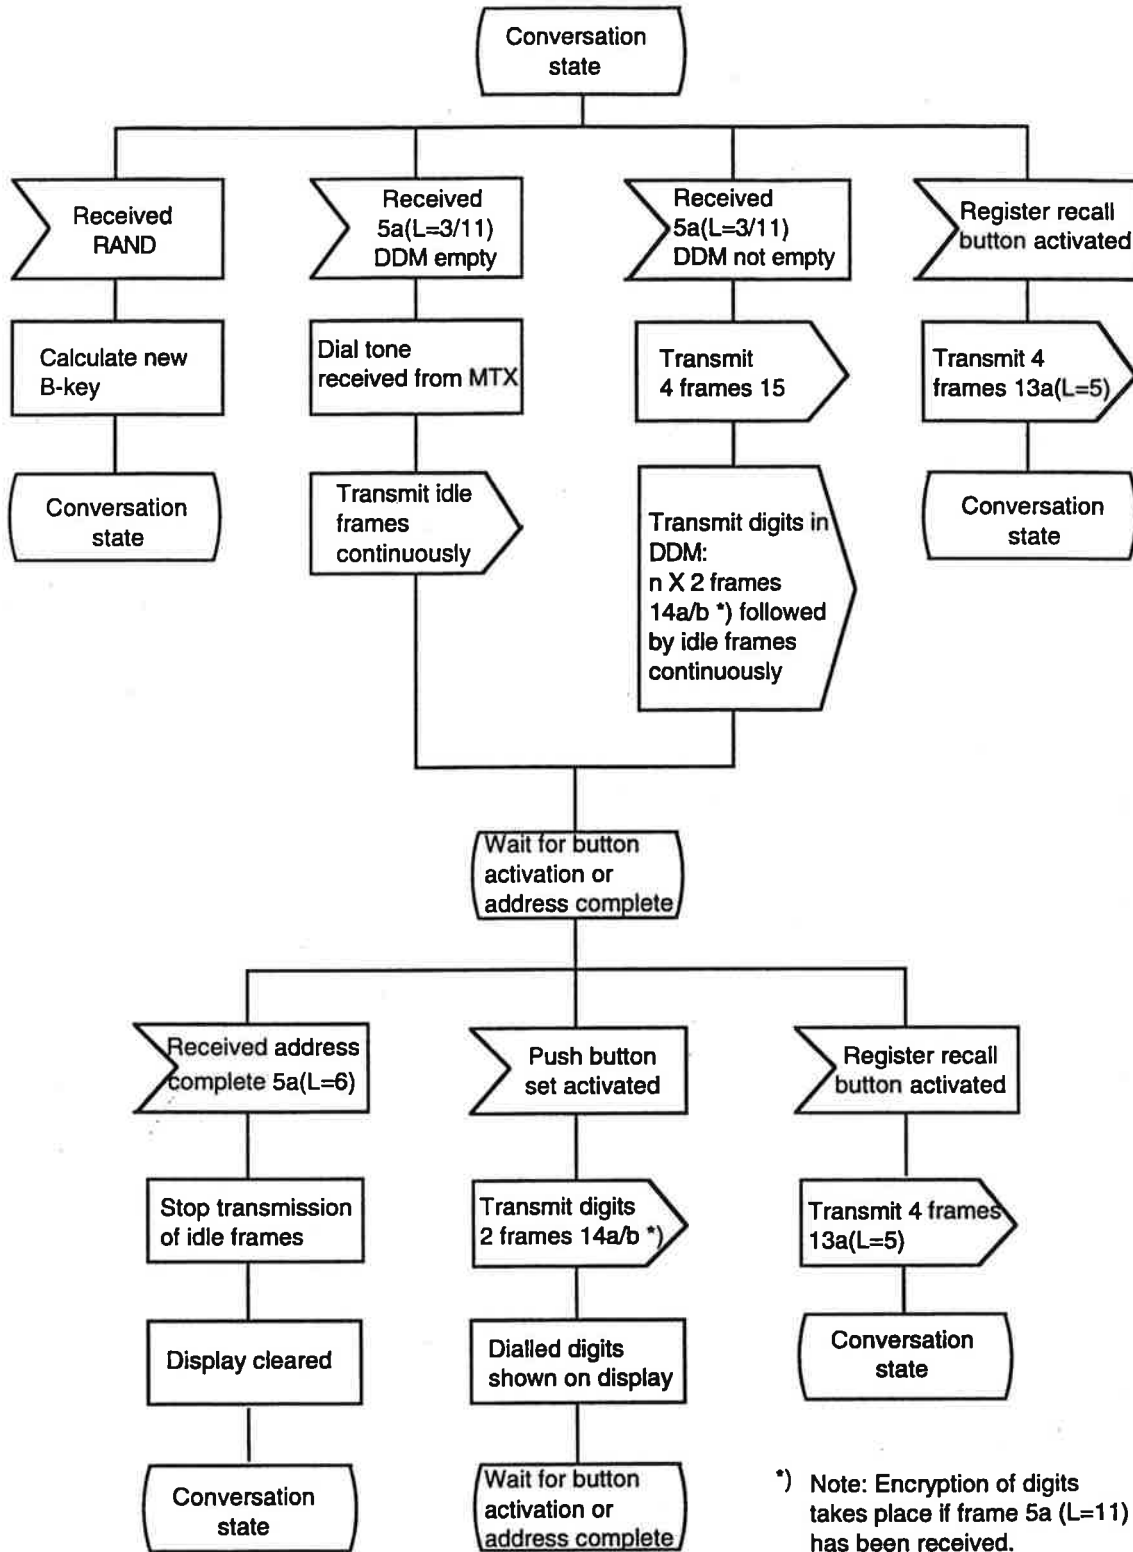 Conversation
state
Received
RAND
Received
5a(L=3/11)
DDM empty
Received
5a(L=3/11)
DDM not empty
Register recall
button activated
Calculate new
B-key
Dial tone
received from MTX
Transmit
4 frames 15
Transmit 4
frames 13a(L=5)
Conversation
state
Transmit idle
frames
continuously
Transmit digits in
DDM:
n X 2 frames
14a/b *) followed
by idle frames
continuously
Conversation
state
Wait for button
activation or
address complete
Received address
complete 5a(L=6)
Push button
set activated
Register recall
button activated
Stop transmission
of idle frames
Transmit digits
2 frames 14a/b *)
Transmit 4 frames
13a(L=5)
Display cleared
Dialled digits
shown on display
Conversation
state
Conversation
state
Wait for button
activation or
address complete
*) Note: Encryption of digits
takes place if frame 5a (L=11)
has been received.